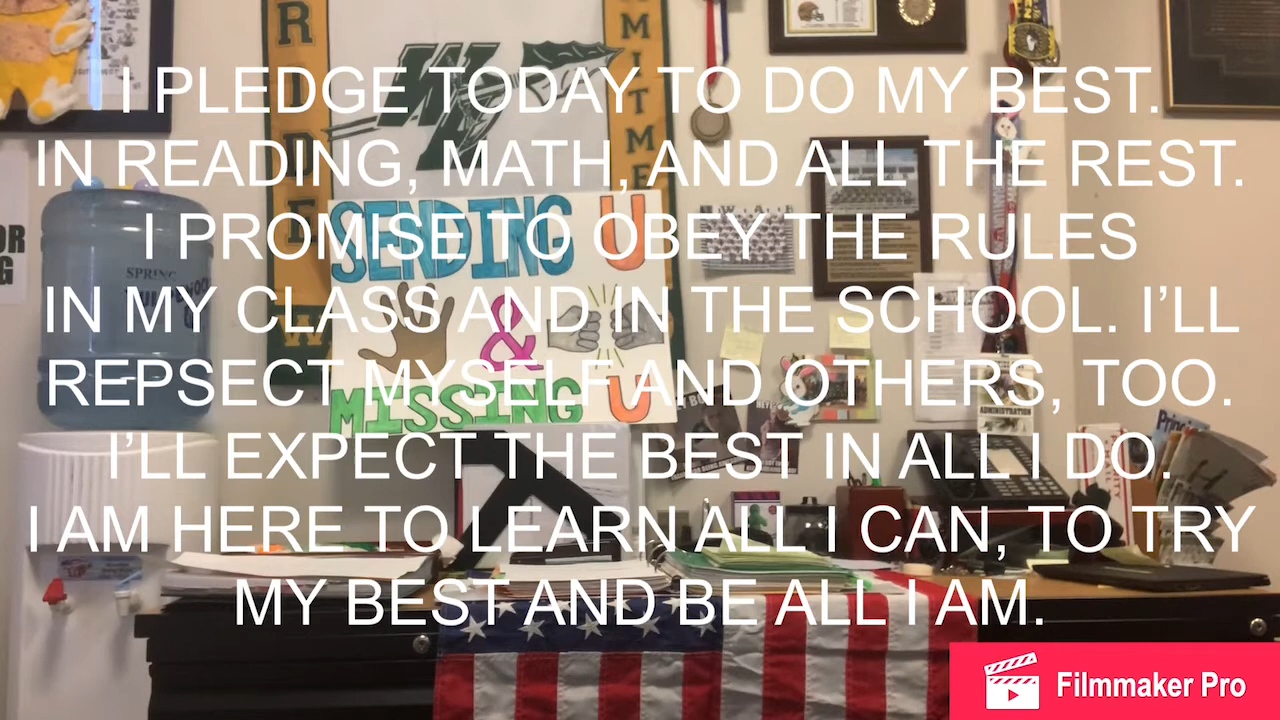 I PLEDGE TODAY TO DO MY BEST.
IN READING, MATH, AND ALL THE REST.
I PROMISE TO OBEY THE RULES
IN MY CLASS AND IN THE SCHOOL. I’LL
REPSECT MYSELF AND OTHERS, TOO.
I’LL EXPECT THE BEST IN ALL I DO.
I AM HERE TO LEARN ALL I CAN, TO TRY
MY BEST AND BE ALL I AM.
SENDING U
&
MISSING U
SPRING
ADMINISTRATION
Filmmaker Pro